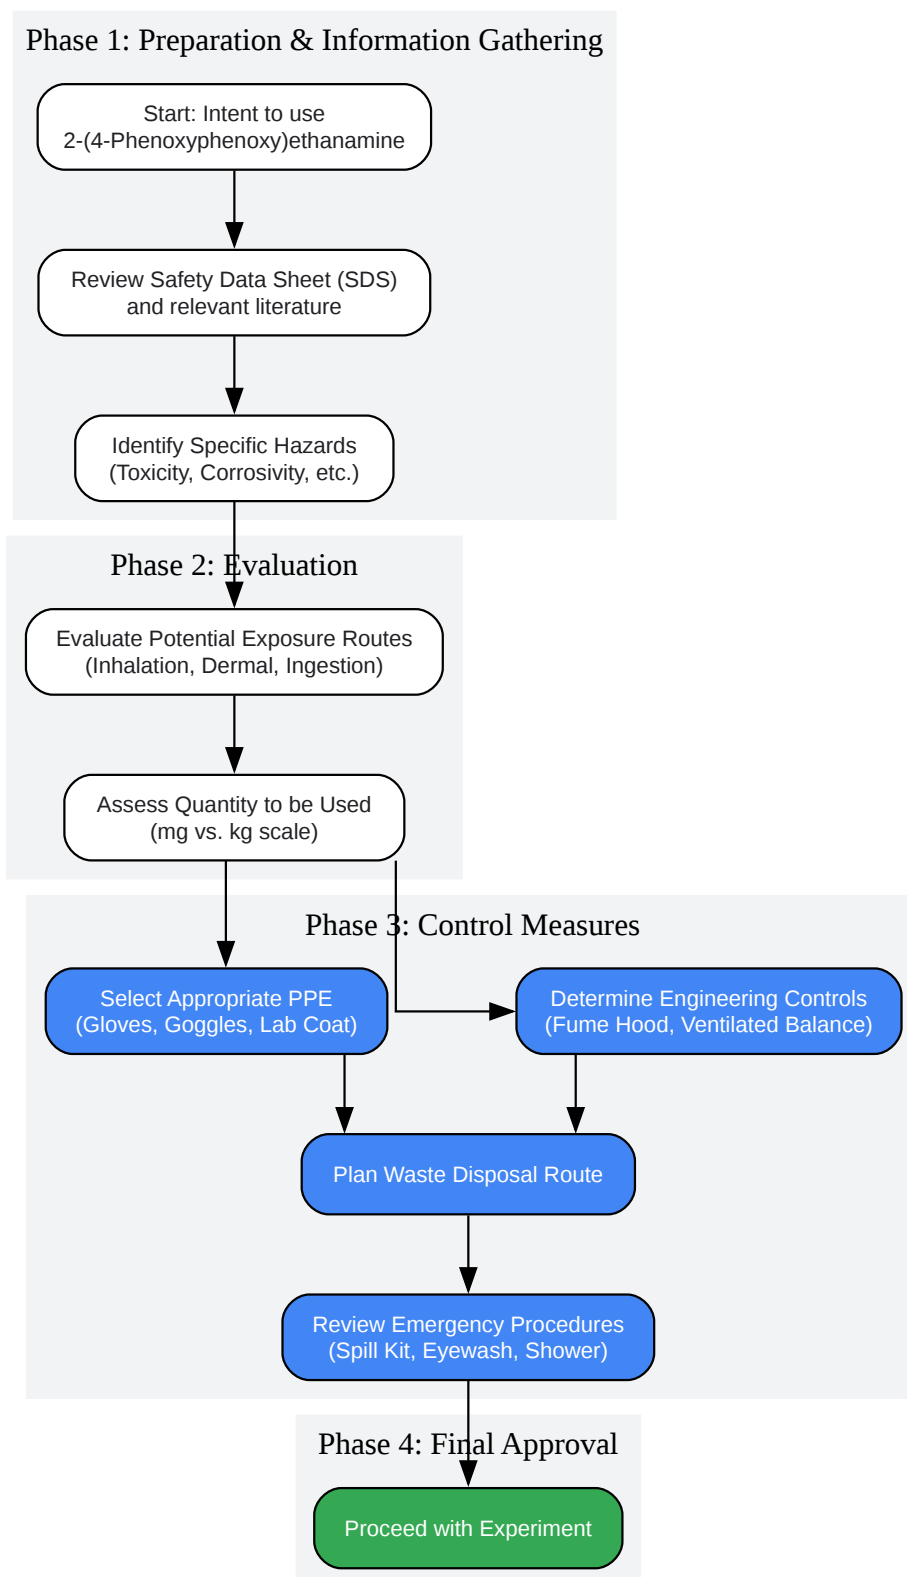 Phase 1: Preparation & Information Gathering
Start: Intent to use
2-(4-Phenoxyphenoxy)ethanamine
Review Safety Data Sheet (SDS)
and relevant literature
Identify Specific Hazards
(Toxicity, Corrosivity, etc.)
Phase 2: Evaluation
Evaluate Potential Exposure Routes
(Inhalation, Dermal, Ingestion)
Assess Quantity to be Used
(mg vs. kg scale)
Phase 3: Control Measures
Select Appropriate PPE
(Gloves, Goggles, Lab Coat)
Determine Engineering Controls
(Fume Hood, Ventilated Balance)
Plan Waste Disposal Route
Review Emergency Procedures
(Spill Kit, Eyewash, Shower)
Phase 4: Final Approval
Proceed with Experiment